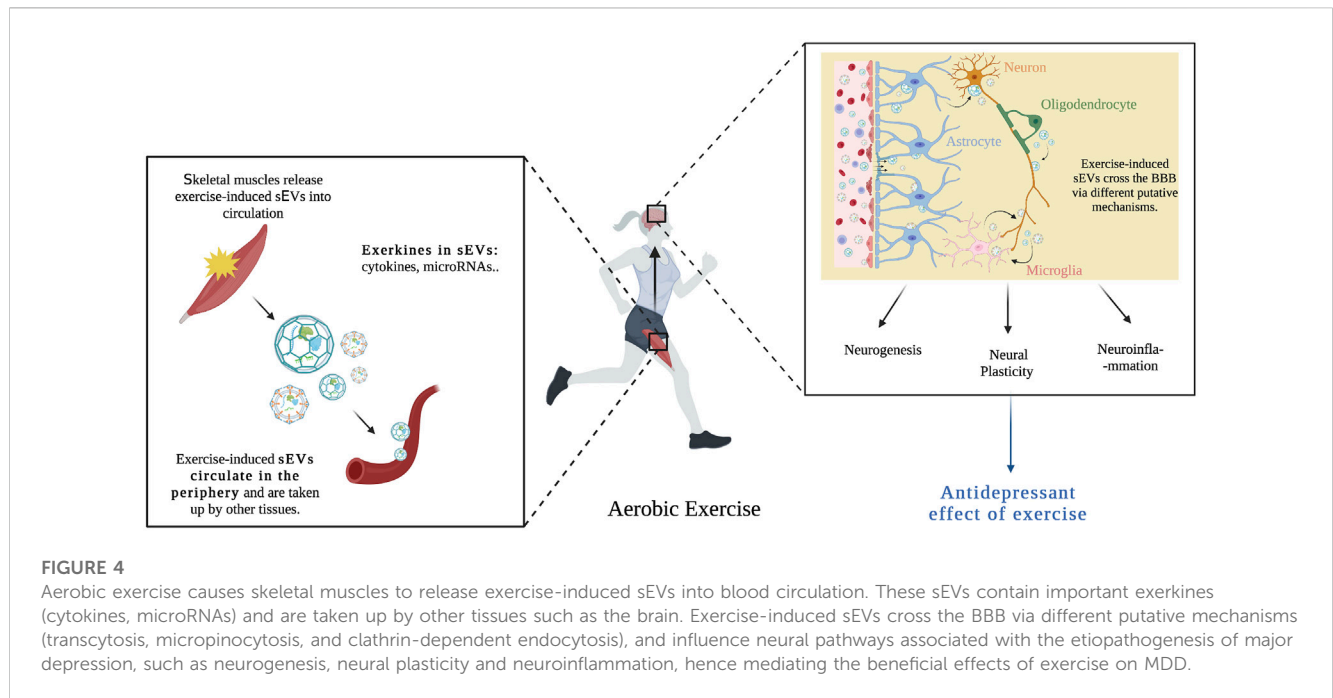 Skeletal muscles release
exercise-induced sEVs into
circulation
Exerkines in sEVs:
cytokines, microRNAs..
Exercise-induced sEVs
circulate in the
periphery and are taken
up by other tissues.
Aerobic Exercise
Neuron
Oligodendrocyte
Astrocyte
Exercise-induced
sEVs cross the BBB
via different putative
mechanisms.
Microglia
Neurogenesis
Neural
Plasticity
Neuroinfla-
-mmation
Antidepressant
effect of exercise
FIGURE 4
Aerobic exercise causes skeletal muscles to release exercise-induced sEVs into blood circulation. These sEVs contain important exerkines
(cytokines, microRNAs) and are taken up by other tissues such as the brain. Exercise-induced sEVs cross the BBB via different putative mechanisms
(transcytosis, micropinocytosis, and clathrin-dependent endocytosis), and influence neural pathways associated with the etiopathogenesis of major
depression, such as neurogenesis, neural plasticity and neuroinflammation, hence mediating the beneficial effects of exercise on MDD.